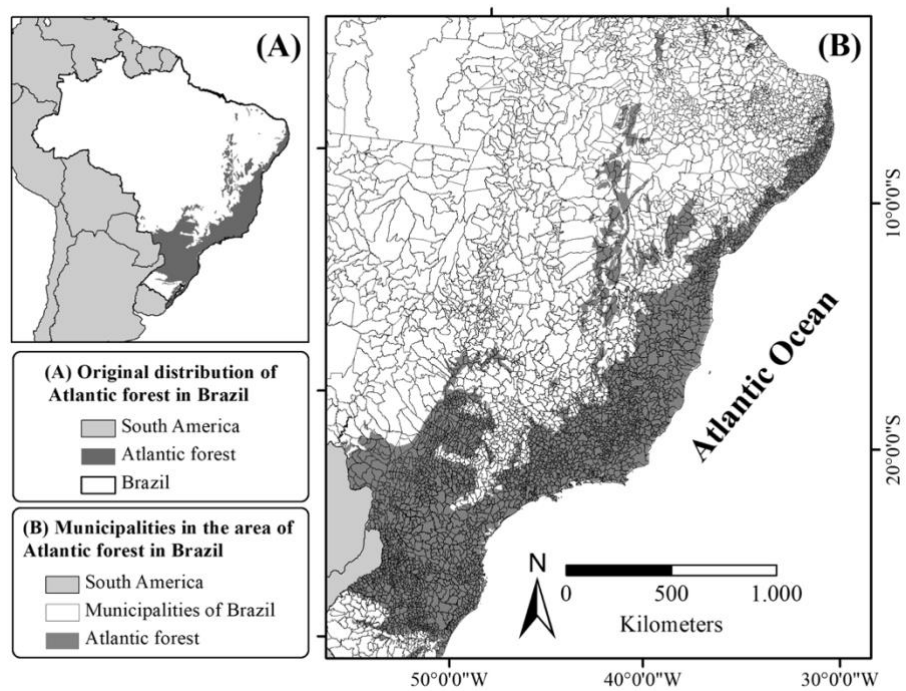 (A)
(A) Original distribution of
Atlantic forest in Brazil
South America
Atlantic forest
Brazil
(B) Municipalities in the area of
Atlantic forest in Brazil
South America
Municipalities of Brazil
Atlantic forest
(B)
10°0'0"S
Atlantic Ocean
20°0'0"S
N
0
500
1.000
Kilometers
50°0'0"W
40°0'0"W
30°0'0"W